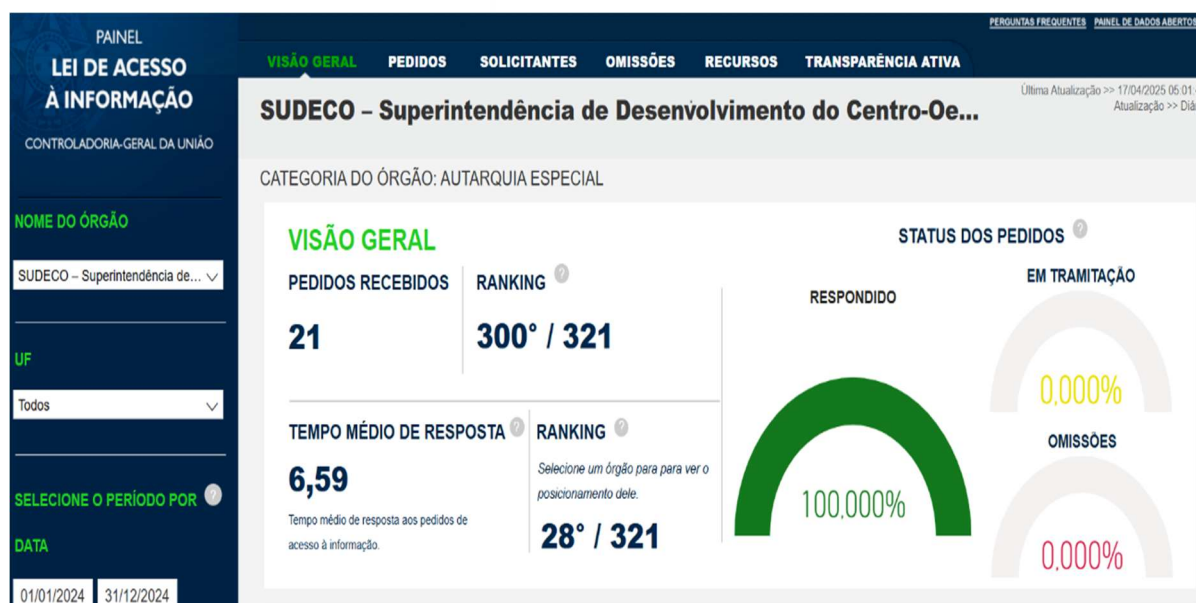 PERGUNTAS FREQUENTES PAINEL DE DADOS ABERTOS
PAINEL
LEI DE ACESSO
À INFORMAÇÃO
CONTROLADORIA-GERAL DA UNIÃO
VISÃO GERAL PEDIDOS SOLICITANTES OMISSÕES RECURSOS TRANSPARÊNCIA ATIVA
Última Atualização >> 17/04/2025 05:01:
Atualização >>
SUDECO – Superintendência de Desenvolvimento do Centro-Oe...
CATEGORIA DO ÓRGÃO: AUTARQUIA ESPECIAL
NOME DO ÓRGÃO
SUDECO – Superintendência de...
UF
Todos
SELECIONE O PERÍODO POR ?
DATA
01/01/2024 31/12/2024
VISÃO GERAL
PEDIDOS RECEBIDOS
21
RANKING ?
300° / 321
TEMPO MÉDIO DE RESPOSTA ?
6,59
Tempo médio de resposta aos pedidos de
acesso à informação.
RANKING ?
Selecione um órgão para para ver o
posicionamento dele.
28° / 321
STATUS DOS PEDIDOS ?
RESPONDIDO
100,000%
EM TRAMITAÇÃO
0,000%
OMISSÕES
0,000%